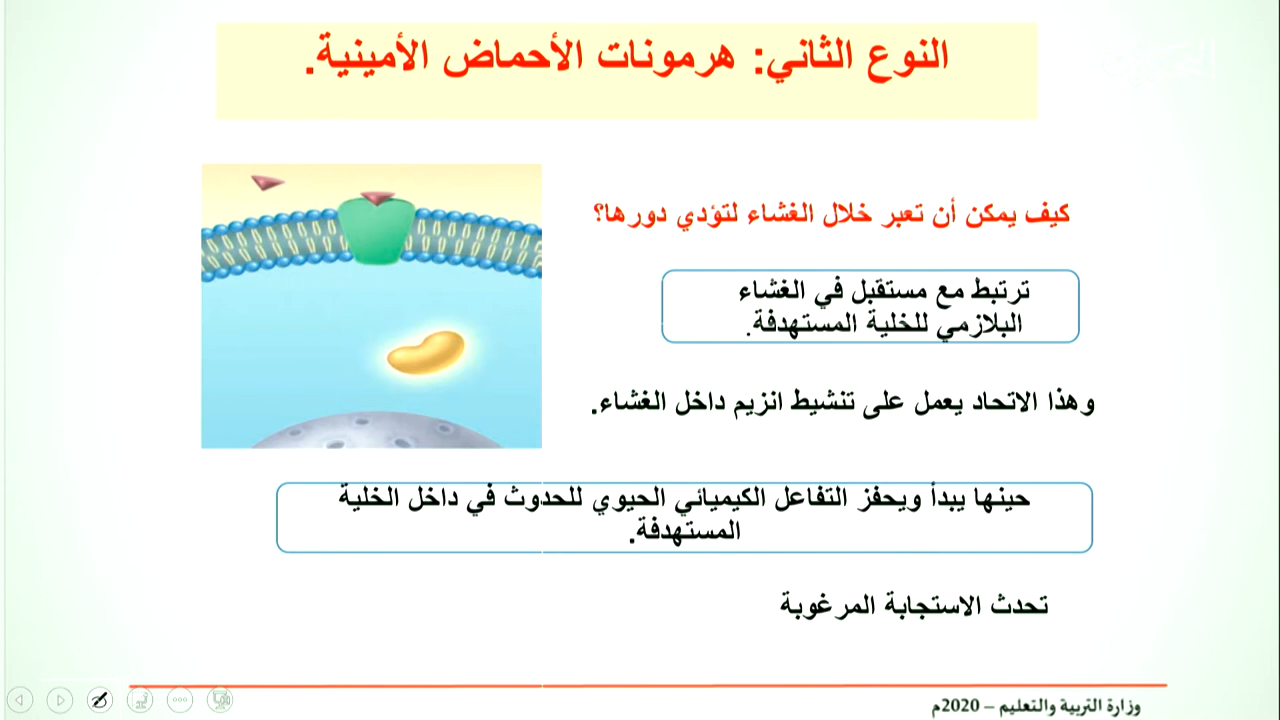 النوع الثاني: هرمونات الأحماض الأمينية.
كيف يمكن أن تعبر خلال الغشاء لتؤدي دورها؟
ترتبط مع مستقبل في الغشاء
البلازمي للخلية المستهدفة.
وهذا الاتحاد يعمل على تنشيط انزيم داخل الغشاء.
حينها يبدأ ويحفز التفاعل الكيميائي الحيوي للحدوث في داخل الخلية
المستهدفة.
تحدث الاستجابة المرغوبة
وزارة التربية والتعليم – 2020م